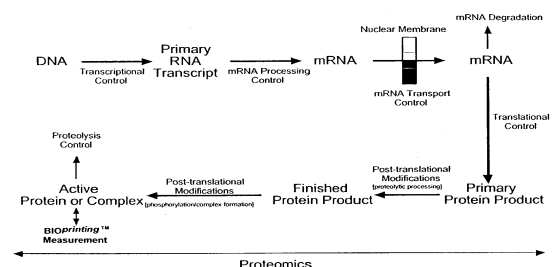 mRNA Degradation
Nuclear Membrane
DNA
Transcriptional
Control
Primary
RNA
Transcript
mRNA Processing
Control
mRNA
mRNA Transport
Control
mRNA
Translational
Control
Proteolysis
Control
Active
Protein or Complex
Post-translational
Modifications
[phosphorylation/complex formation]
Finished
Protein Product
Post-translational
Modifications
[proteolytic processing]
Primary
Protein Product
BIOprinting™
Measurement
Proteomics